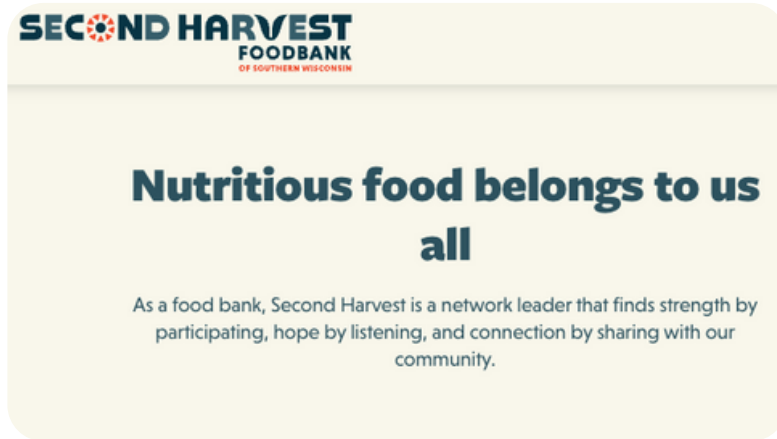 SECOND HARVEST
FOODBANK
OF SOUTHERN WISCONSIN
Nutritious food belongs to us
all
As a food bank, Second Harvest is a network leader that finds strength by
participating, hope by listening, and connection by sharing with our
community.